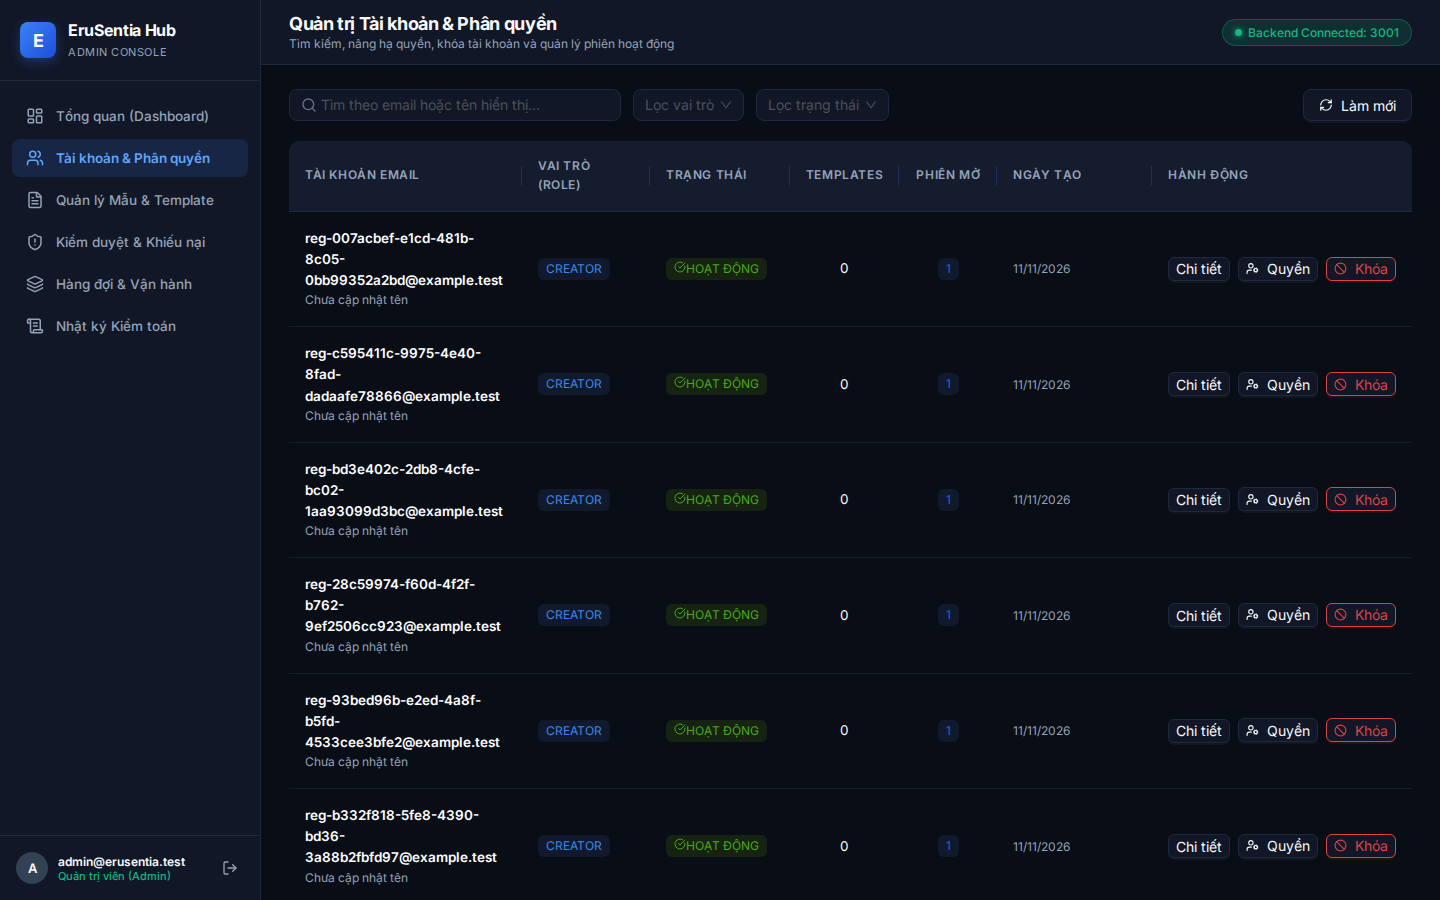 E
EruSentia Hub
ADMIN CONSOLE
Tổng quan (Dashboard)
Tài khoản & Phân quyền
Quản lý Mẫu & Template
Kiểm duyệt & Khiếu nại
Hàng đợi & Vận hành
Nhật ký Kiểm toán
A
admin@erusentia.test
Quản trị viên (Admin)
Quản trị Tài khoản & Phân quyền
Tìm kiếm, nâng hạ quyền, khóa tài khoản và quản lý phiên hoạt động
Backend Connected: 3001
Tìm theo email hoặc tên hiển thị...
Lọc vai trò
Lọc trạng thái
Làm mới
TÀI KHOẢN EMAIL
VAI TRÒ
(ROLE)
TRẠNG THÁI
TEMPLATES
PHIÊN MỞ
NGÀY TẠO
HÀNH ĐỘNG
reg-007acbef-e1cd-481b-
8c05-
0bb99352a2bd@example.test
Chưa cập nhật tên
CREATOR
HOẠT ĐỘNG
0
1
11/11/2026
Chi tiết
Quyền
Khóa
reg-c595411c-9975-4e40-
8fad-
dadaafe78866@example.test
Chưa cập nhật tên
CREATOR
HOẠT ĐỘNG
0
1
11/11/2026
Chi tiết
Quyền
Khóa
reg-bd3e402c-2db8-4cfe-
bc02-
1aa93099d3bc@example.test
Chưa cập nhật tên
CREATOR
HOẠT ĐỘNG
0
1
11/11/2026
Chi tiết
Quyền
Khóa
reg-28c59974-f60d-4f2f-
b762-
9ef2506cc923@example.test
Chưa cập nhật tên
CREATOR
HOẠT ĐỘNG
0
1
11/11/2026
Chi tiết
Quyền
Khóa
reg-93bed96b-e2ed-4a8f-
b5fd-
4533cee3bfe2@example.test
Chưa cập nhật tên
CREATOR
HOẠT ĐỘNG
0
1
11/11/2026
Chi tiết
Quyền
Khóa
reg-b332f818-5fe8-4390-
bd36-
3a88b2fbfd97@example.test
Chưa cập nhật tên
CREATOR
HOẠT ĐỘNG
0
1
11/11/2026
Chi tiết
Quyền
Khóa